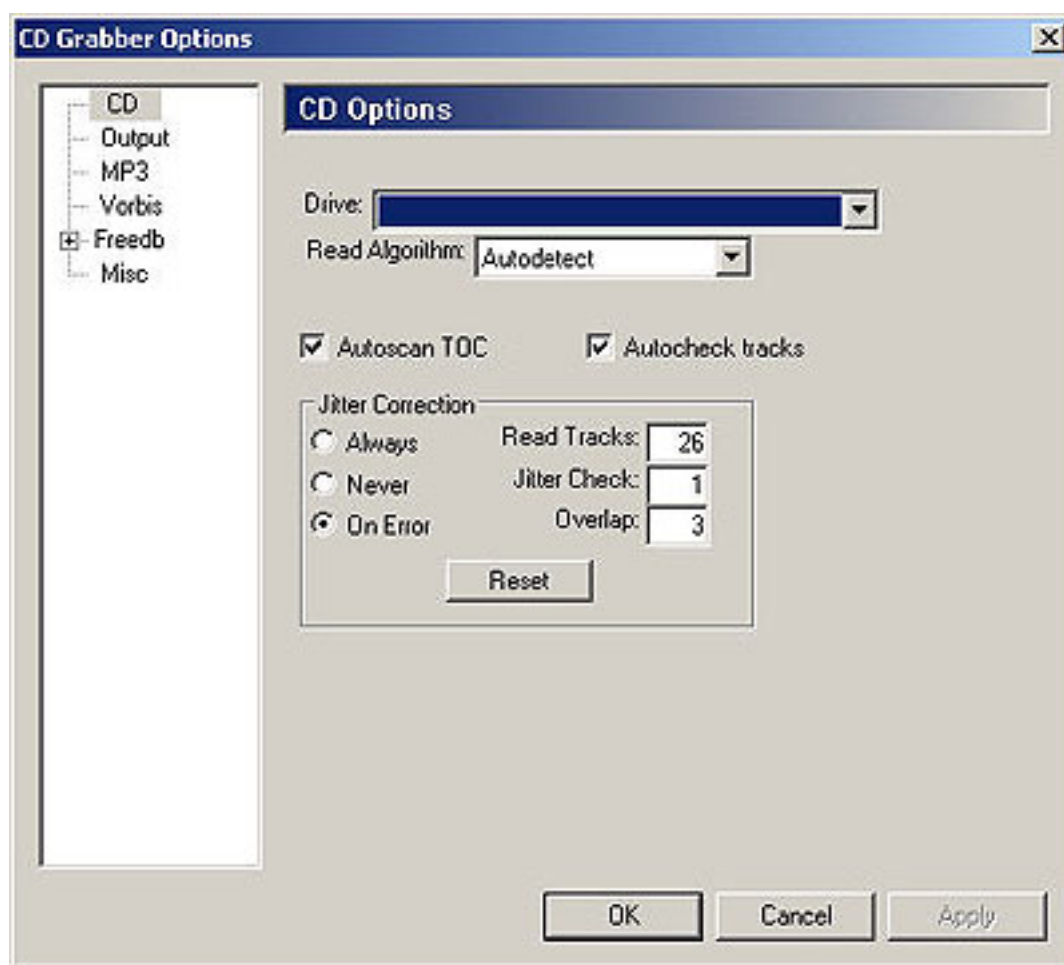 CD Grabber Options
CD
Output
MP3
Vorbis
Freedb
Misc
CD Options
Drive:
Read Algorithm: Autodetect
Autoscan TOC Autocheck tracks
Jitter Correction
Always Read Tracks: 26
Never Jitter Check: 1
On Error Overlap: 3
Reset
OK Cancel Apply